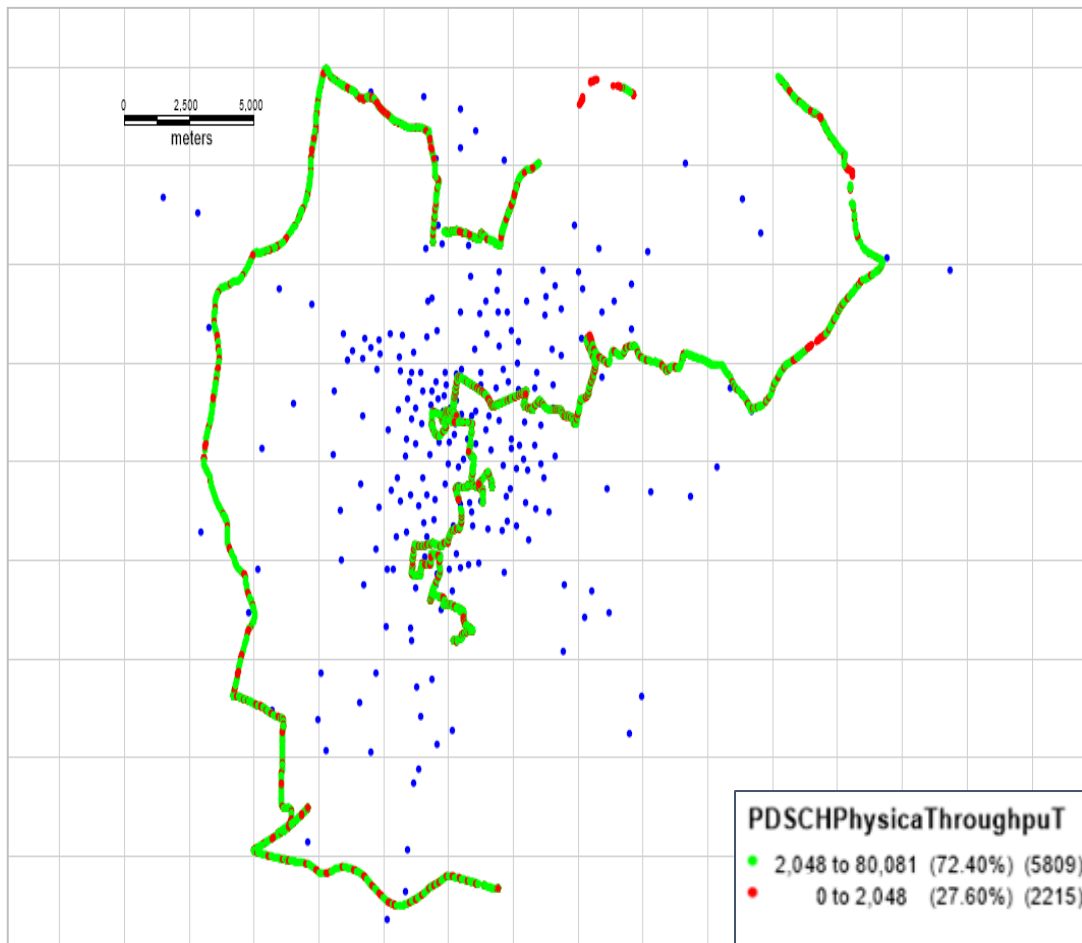 0 2,500 5,000
meters
PDSCHPhysicaThroughpuT
2,048 to 80,081 (72.40%) (5809)
0 to 2,048 (27.60%) (2215)